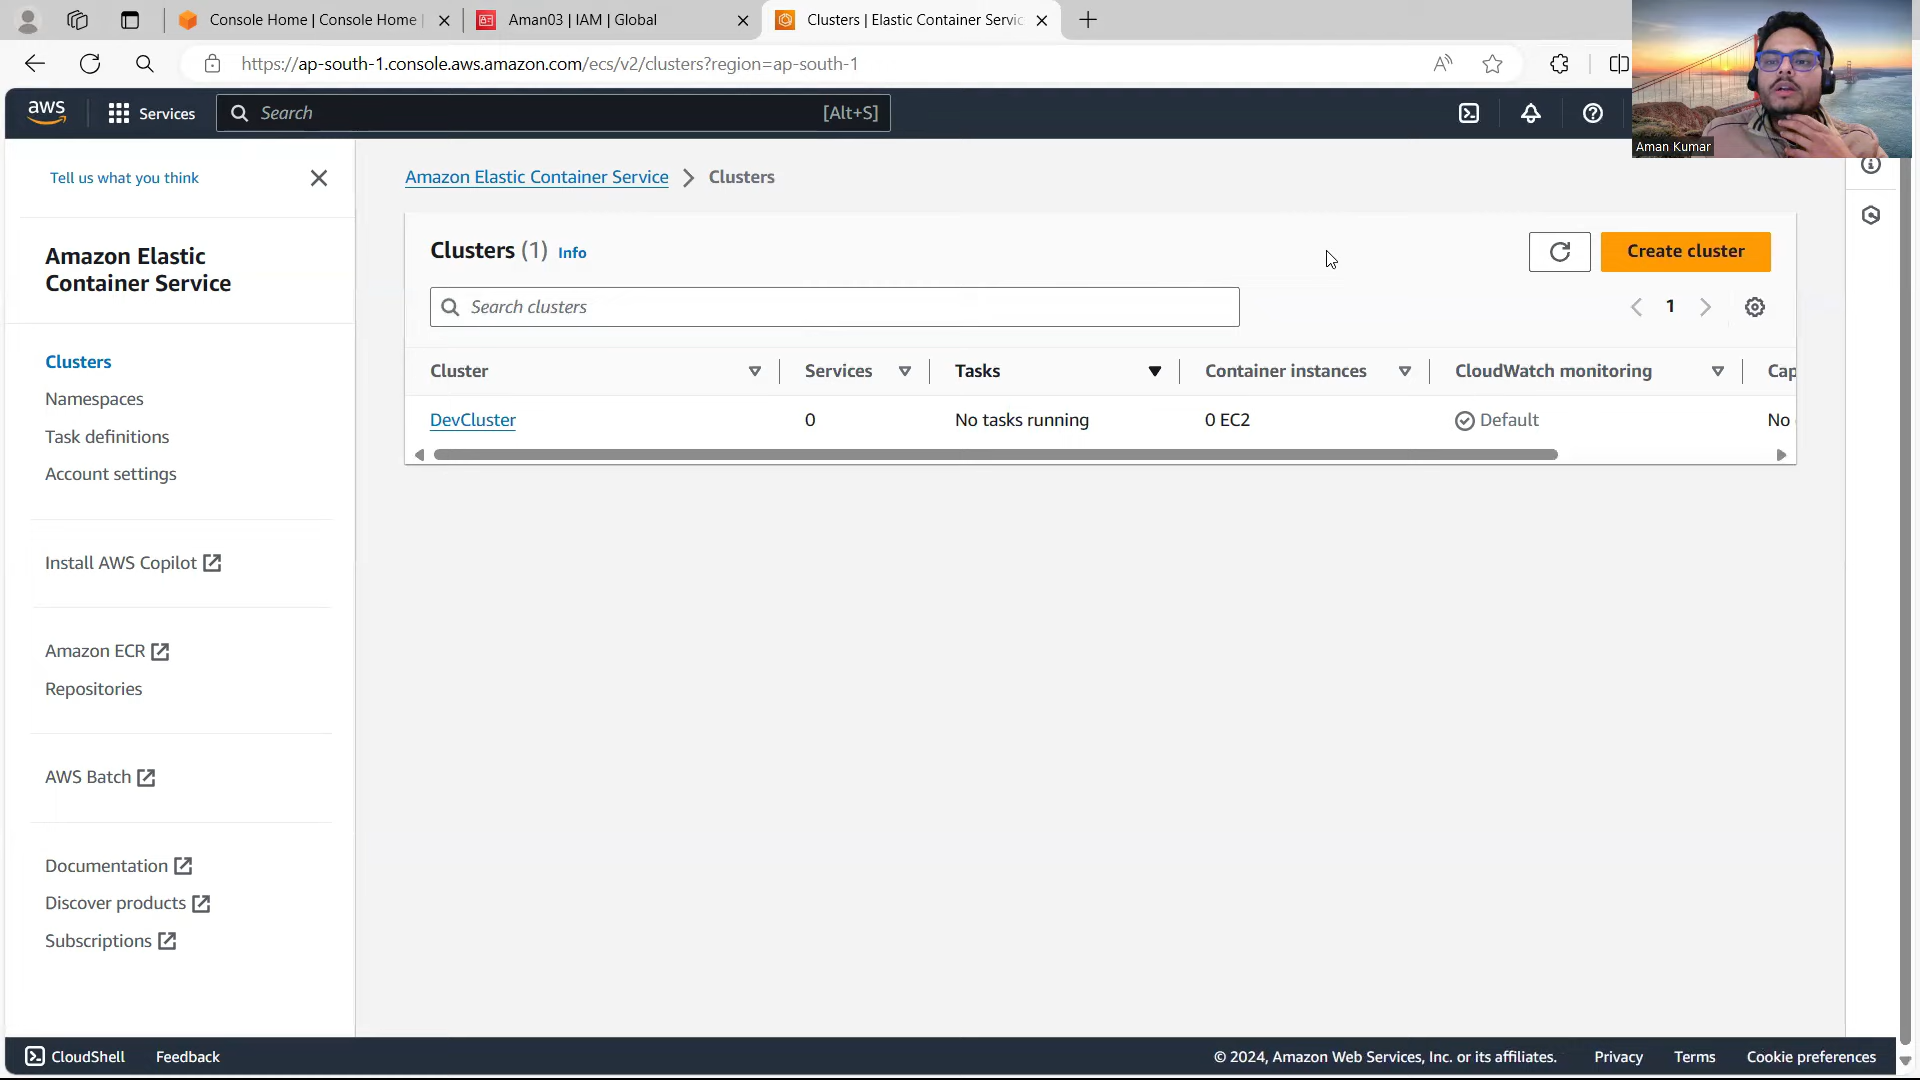 Console Home | Console Home |
Aman03 | IAM | Global
Clusters | Elastic Container Servic
https://ap-south-1.console.aws.amazon.com/ecs/v2/clusters?region=ap-south-1
aws
Services
Search
[Alt+S]
Aman Kumar
Tell us what you think
Amazon Elastic
Container Service
Clusters
Namespaces
Task definitions
Account settings
Install AWS Copilot
Amazon ECR
Repositories
AWS Batch
Documentation
Discover products
Subscriptions
Amazon Elastic Container Service > Clusters
Clusters (1) Info
Create cluster
Search clusters
1
Cluster Services Tasks Container instances CloudWatch monitoring Cap
DevCluster 0 No tasks running 0 EC2 Default No
CloudShell Feedback
© 2024, Amazon Web Services, Inc. or its affiliates. Privacy Terms Cookie preferences